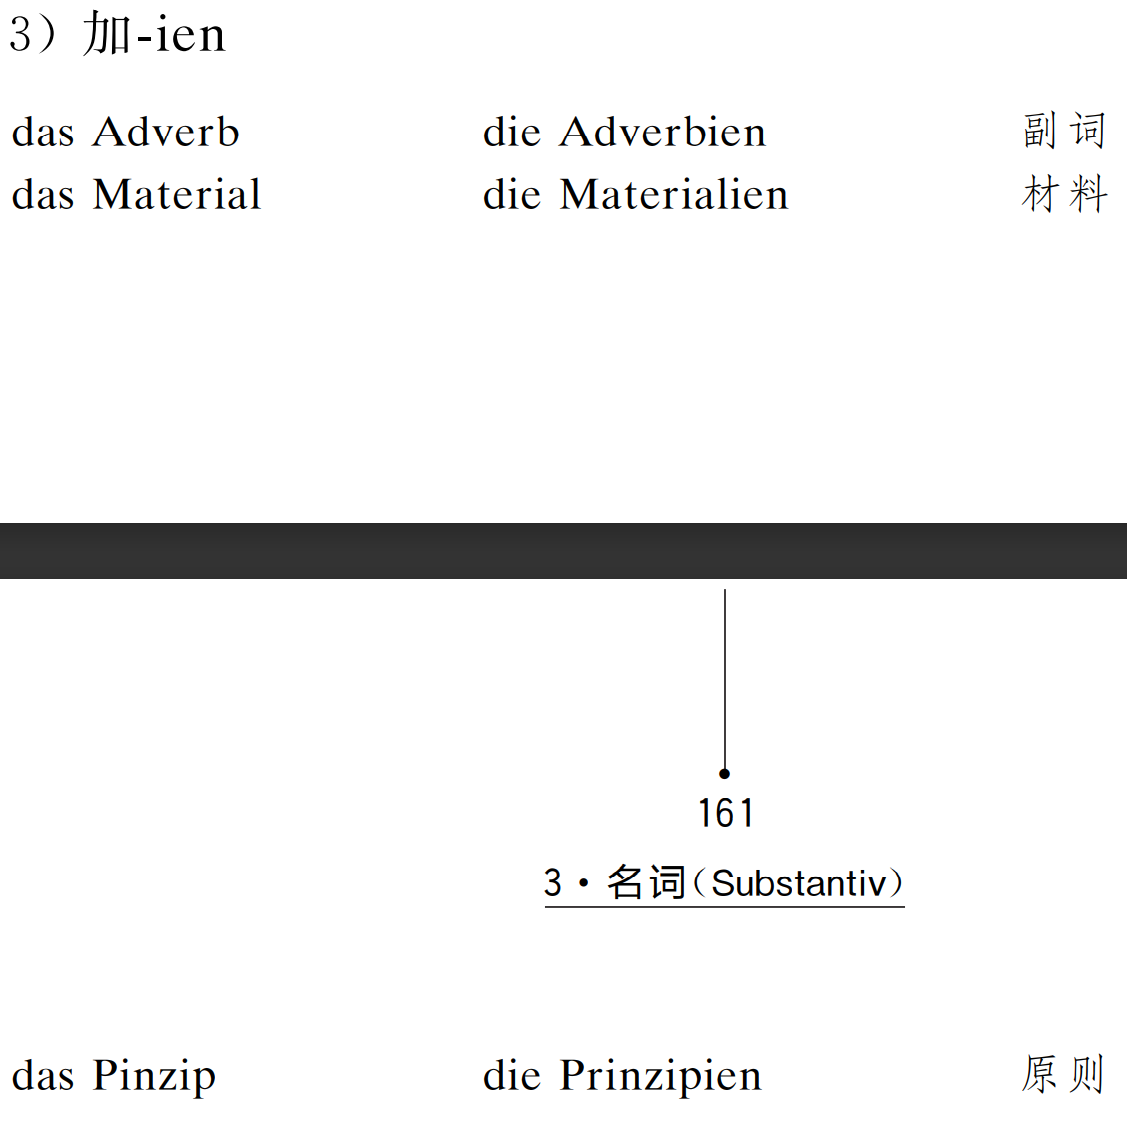 3）加-ien
das Adverb die Adverbien 副词
das Material die Materialien 材料
161
3·名词（Substantiv）
das Pinzip die Prinzipien 原则